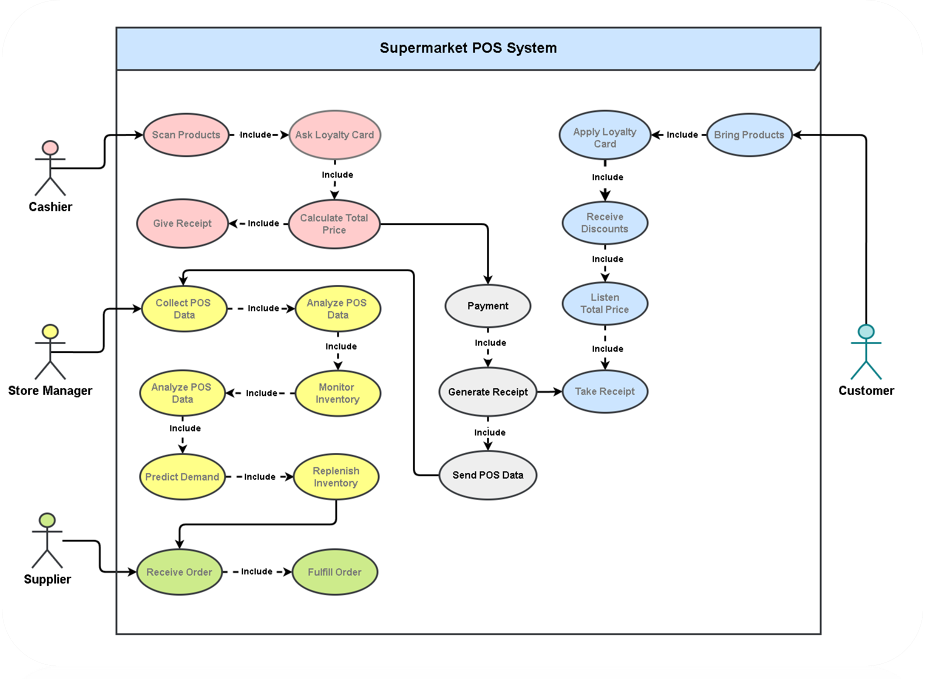 Supermarket POS System
Scan Products
Include
Ask Loyalty Card
Apply Loyalty
Card
Include
Bring Products
Cashier
Include
Include
Give Receipt
Include
Calculate Total
Price
Receive
Discounts
Include
Collect POS
Data
Include
Analyze POS
Data
Payment
Listen
Total Price
Include
Include
Include
Store Manager
Analyze POS
Data
Include
Monitor
Inventory
Generate Receipt
Take Receipt
Customer
Include
Include
Predict Demand
Include
Replenish
Inventory
Send POS Data
Supplier
Receive Order
Include
Fulfill Order